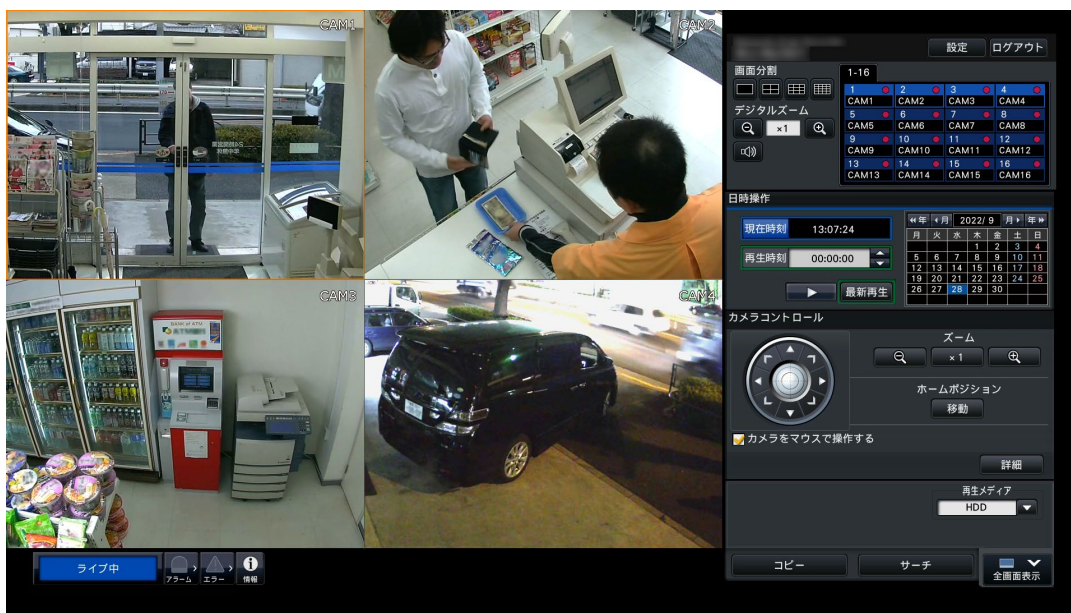 CAM1
CAM2
CAM3
BANK of ATM
CAM4
設定 ログアウト
画面分割
1-16
1 2 3 4
CAM1 CAM2 CAM3 CAM4
5 6 7 8
CAM5 CAM6 CAM7 CAM8
9 10 11 12
CAM9 CAM10 CAM11 CAM12
13 14 15 16
CAM13 CAM14 CAM15 CAM16
デジタルズーム
×1
日時操作
現在時刻 13:07:24
再生時刻 00:00:00
最新再生
年 月 2022/ 9 月 年
月 火 水 木 金 土 日
1 2 3 4
5 6 7 8 9 10 11
12 13 14 15 16 17 18
19 20 21 22 23 24 25
26 27 28 29 30
カメラコントロール
ズーム
×1
ホームポジション
移動
カメラをマウスで操作する
詳細
再生メディア
HDD
コピー サーチ
全画面表示
ライブ中
アラーム エラー 情報